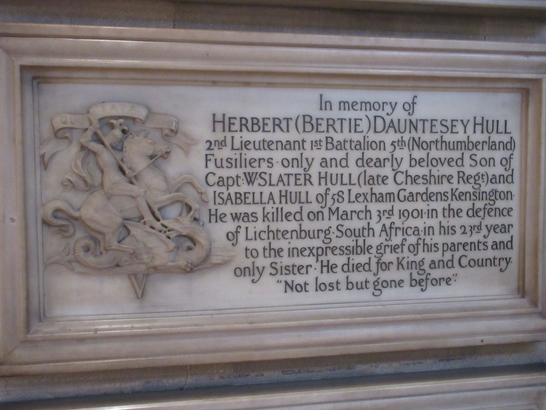 In memory of
HERBERT (BERTIE) DAUNTESEY HULL
2nd Lieutenant 1st Battalion 5th (Northumberland)
Fusiliers · only and dearly beloved Son of
Capt· W SLATER HULL (late Cheshire Regt) and
ISABELLA HULL of 58 Lexham Gardens Kensington·
He was killed on March 3rd 1901 · in the defence
of Lichtenburg · South Africa · in his 23rd year
to the inexpressible grief of his parents and
only Sister · He died for King and Country·
"Not lost but gone before"·